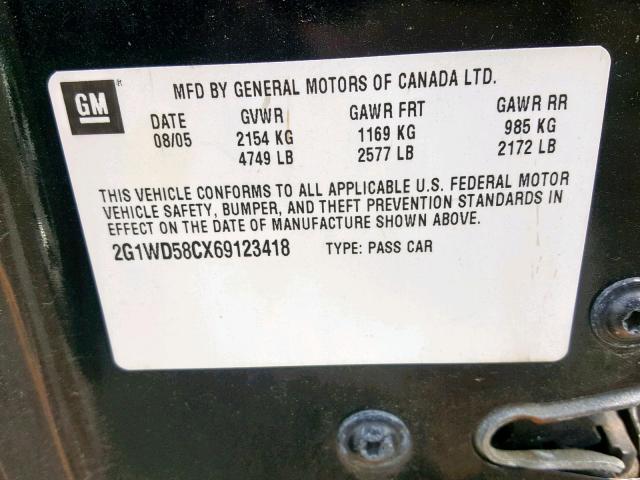 GM
MFD BY GENERAL MOTORS OF CANADA LTD.
DATE GVWR GAWR FRT GAWR RR
08/05 2154 KG 1169 KG 985 KG
4749 LB 2577 LB 2172 LB
THIS VEHICLE CONFORMS TO ALL APPLICABLE U.S. FEDERAL MOTOR
VEHICLE SAFETY, BUMPER, AND THEFT PREVENTION STANDARDS IN
EFFECT ON THE DATE OF MANUFACTURE SHOWN ABOVE.
2G1WD58CX69123418 TYPE: PASS CAR